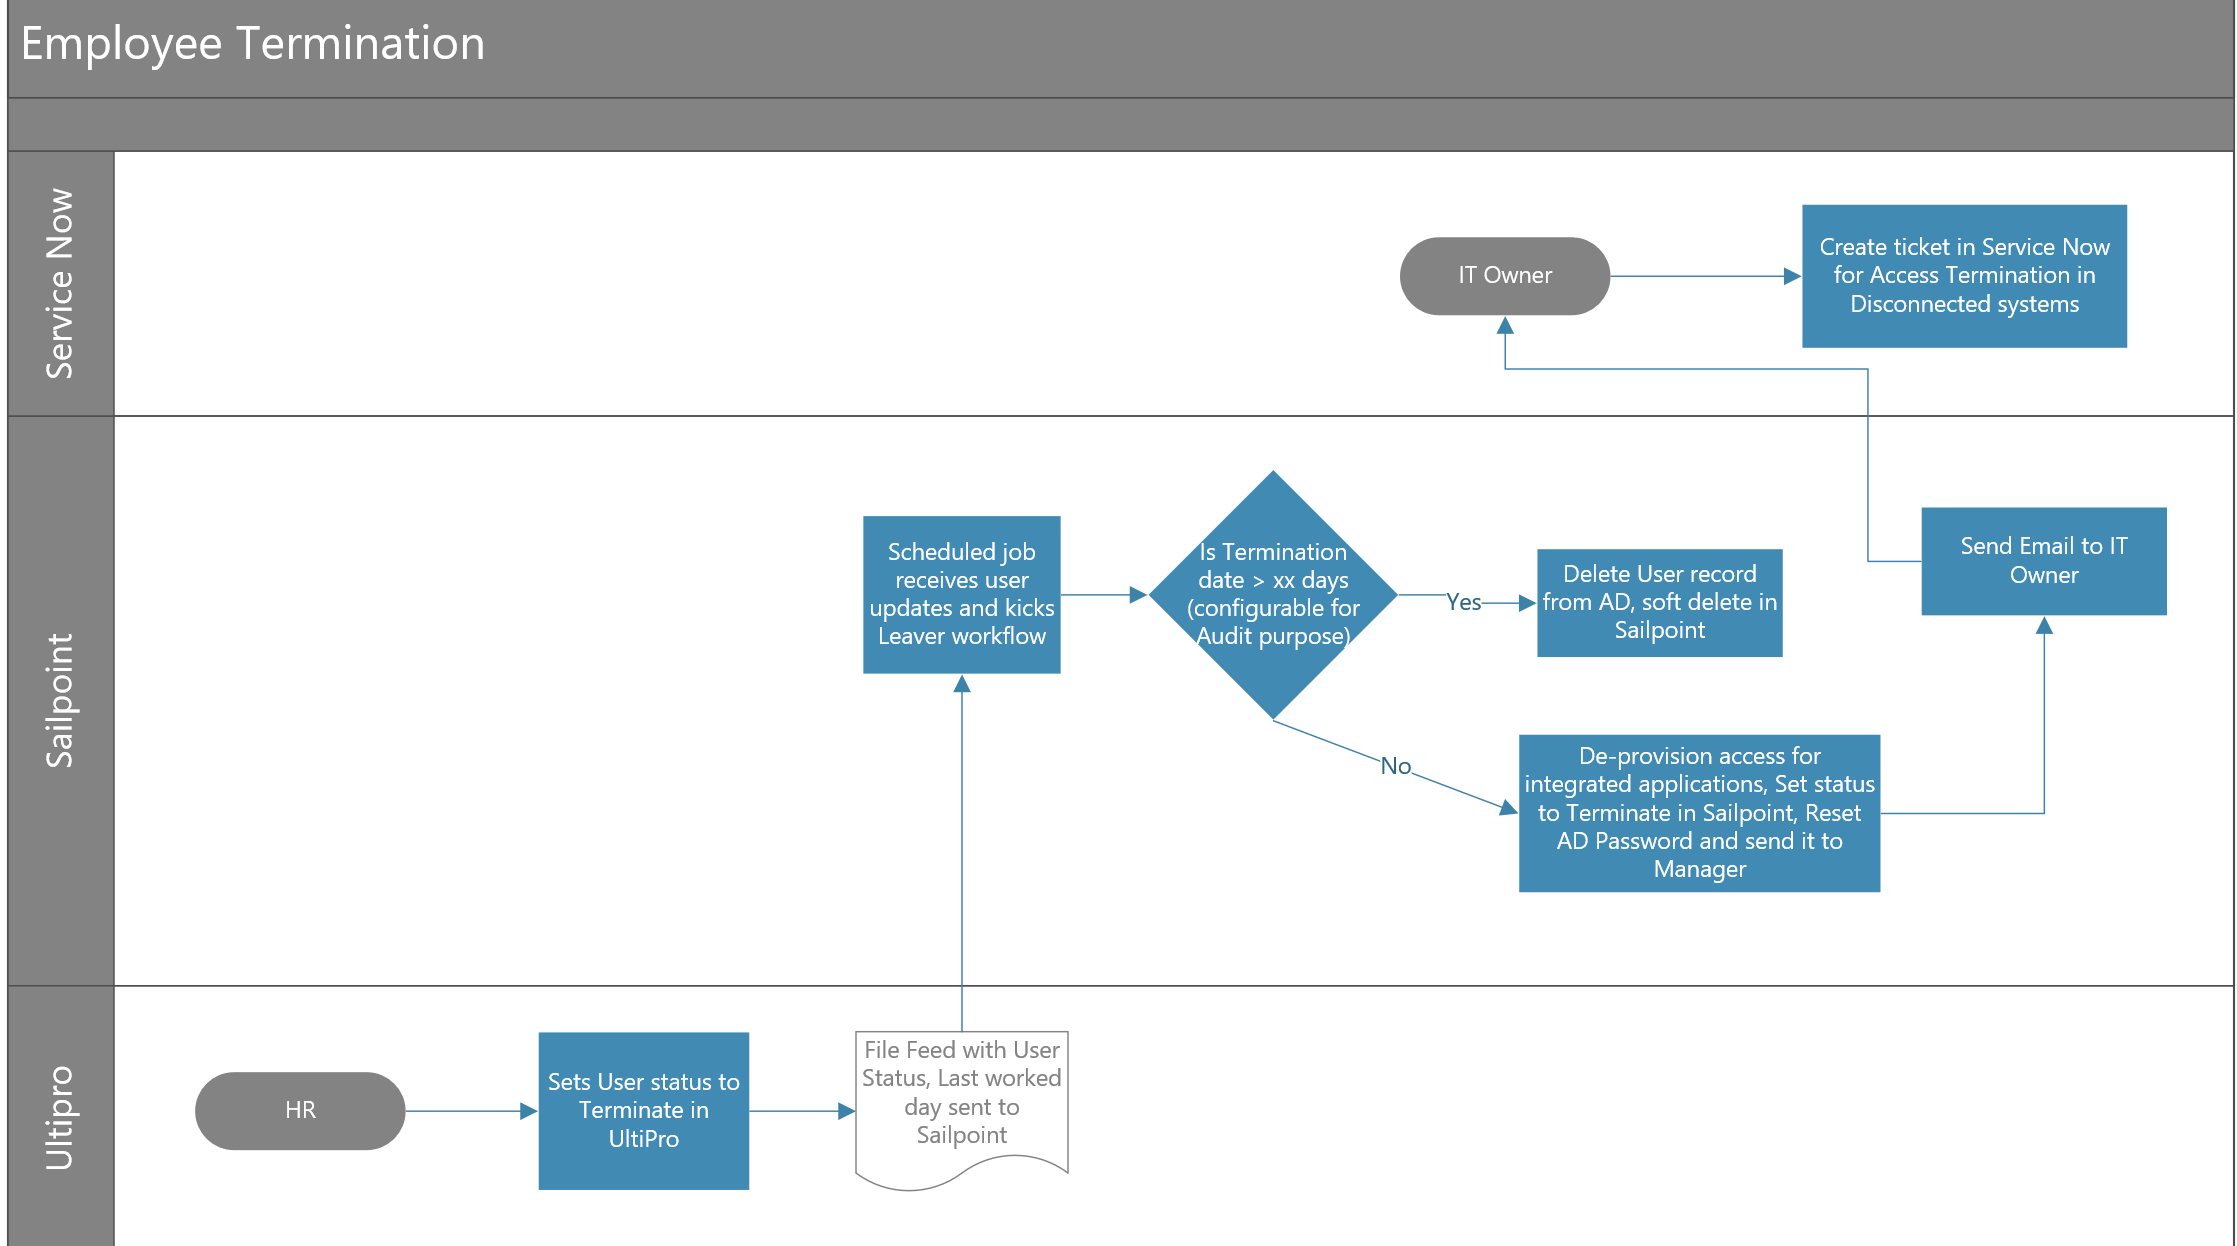 Employee Termination
Service Now
IT Owner
Create ticket in Service Now
for Access Termination in
Disconnected systems
Sailpoint
Scheduled job
receives user
updates and kicks
Leaver workflow
Is Termination
date > xx days
(configurable for
Audit purpose)
Yes
Delete User record
from AD, soft delete in
Sailpoint
Send Email to IT
Owner
No
De-provision access for
integrated applications, Set status
to Terminate in Sailpoint, Reset
AD Password and send it to
Manager
Ultipro
HR
Sets User status to
Terminate in
UltiPro
File Feed with User
Status, Last worked
day sent to
Sailpoint